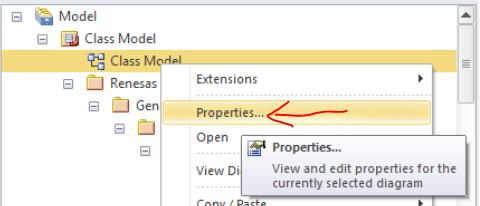 Model
Class Model
Class Model
Extensions
Renesas
Properties...
Gen
Open
Properties...
View and edit properties for the
currently selected diagram
View Di
Copy / Paste